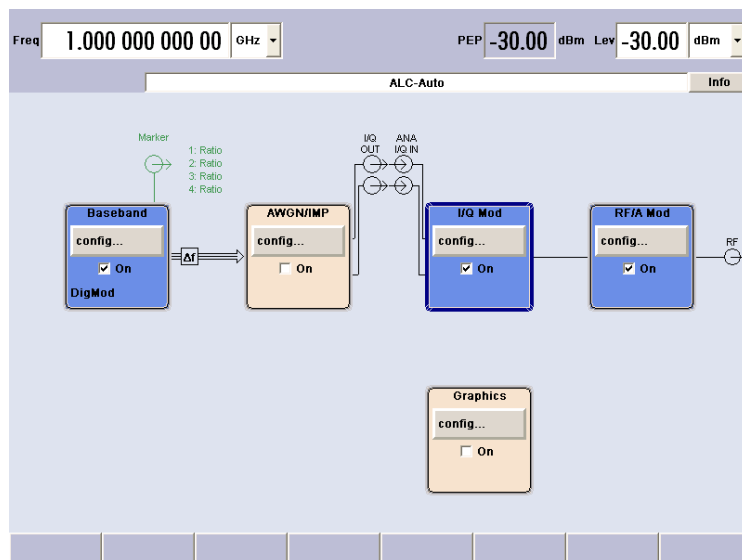 Freq 1.000 000 000 00 GHz PEP -30.00 dBm Lev -30.00 dBm
ALC-Auto Info
Marker
1: Ratio
2: Ratio
3: Ratio
4: Ratio
I/Q OUT
ANA I/Q IN
Baseband
config...
On
DigMod
Δf
AWGN/IMP
config...
On
I/Q Mod
config...
On
RF/A Mod
config...
On
RF
Graphics
config...
On